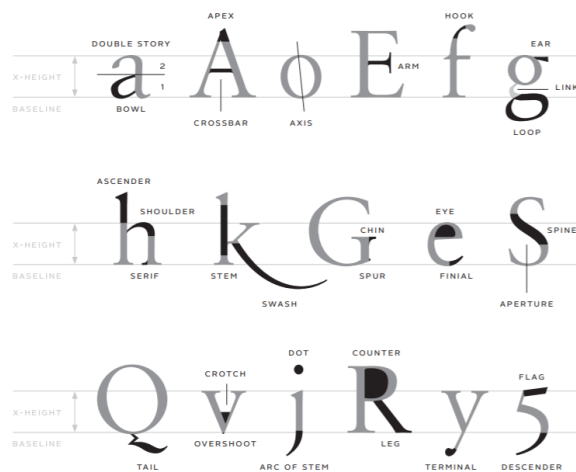 APEX
HOOK
DOUBLE STORY
EAR
X-HEIGHT
a A o E f g
2
1
ARM
LINK
BASELINE
BOWL
CROSSBAR
AXIS
LOOP
ASCENDER
SHOULDER
EYE
X-HEIGHT
h k G e S
CHIN
SPINE
BASELINE
SERIF
STEM
SPUR
FINIAL
SWASH
APERTURE
DOT
COUNTER
CROTCH
FLAG
X-HEIGHT
Q v j R y 5
BASELINE
OVERSHOOT
LEG
TAIL
ARC OF STEM
TERMINAL
DESCENDER